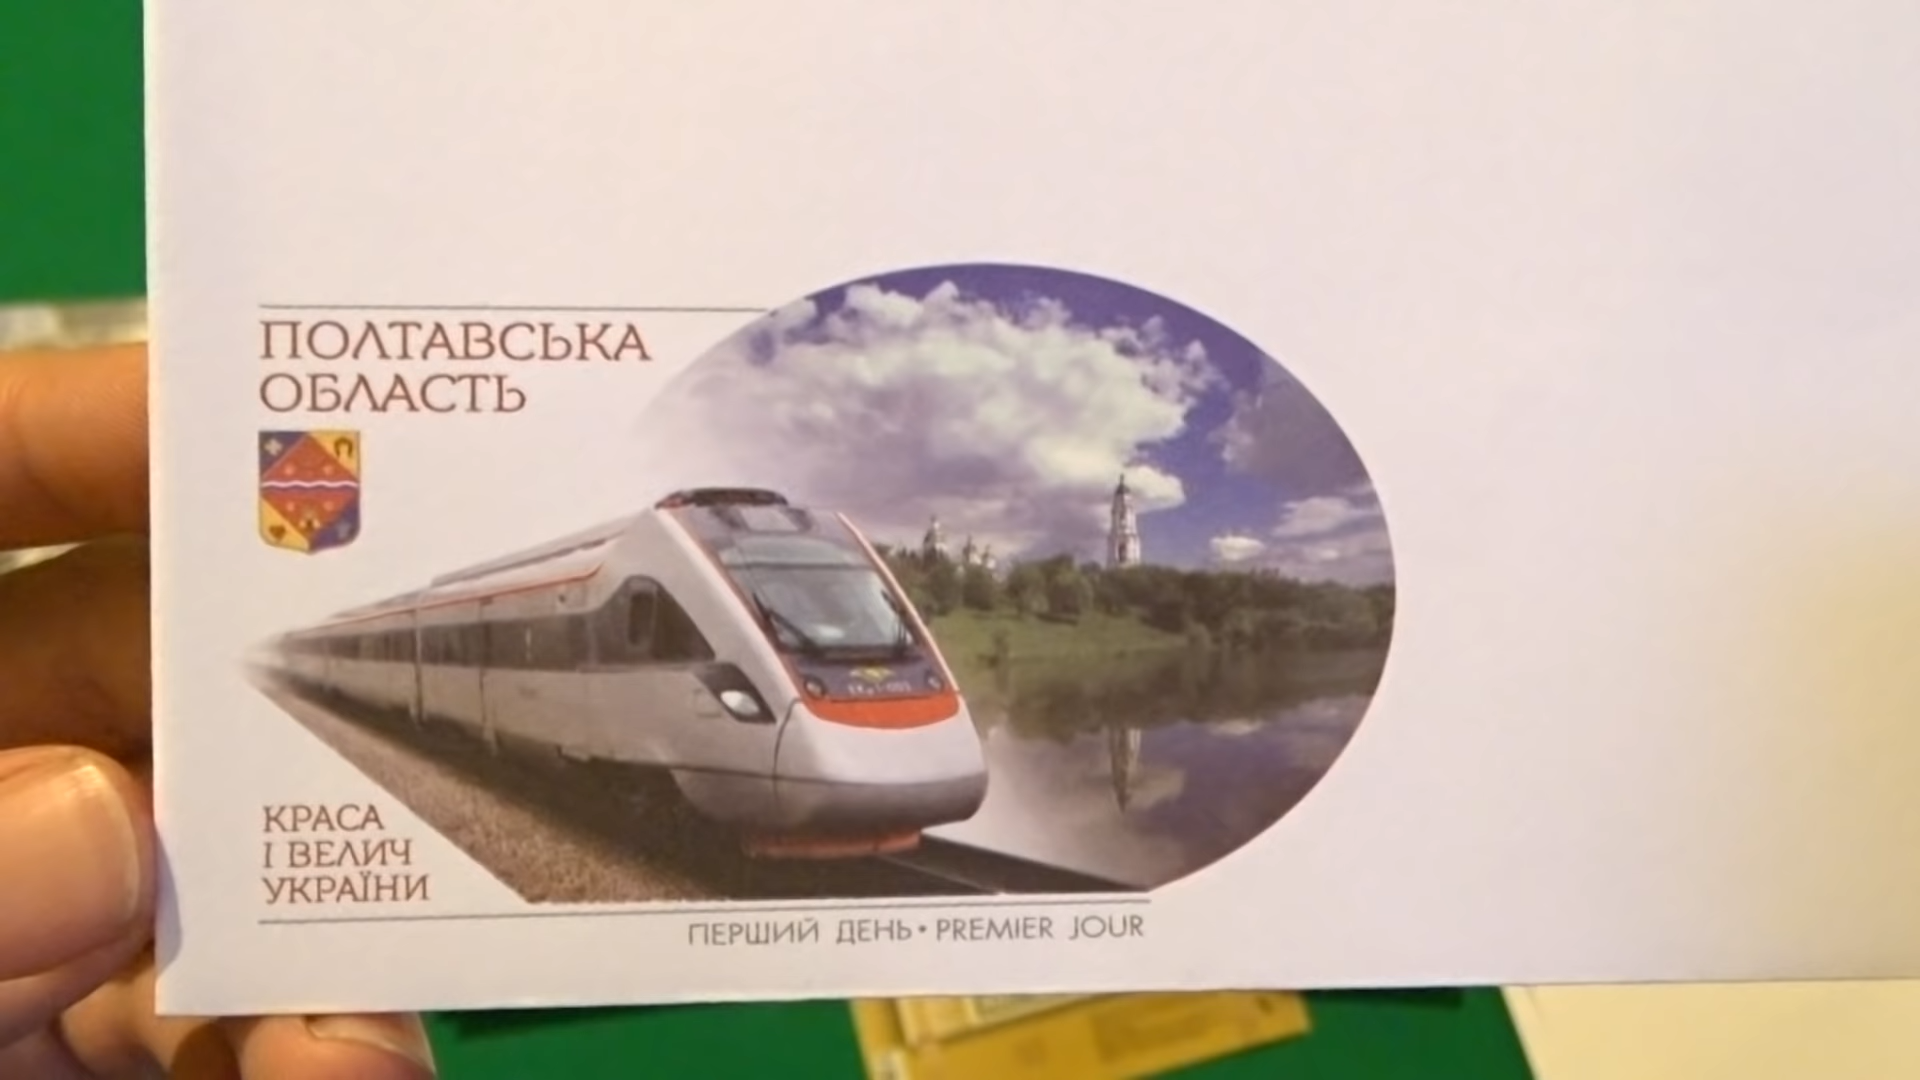 ПОЛТАВСЬКА
ОБЛАСТЬ
КРАСА
І ВЕЛИЧ
УКРАЇНИ
ПЕРШИЙ ДЕНЬ • PREMIER JOUR